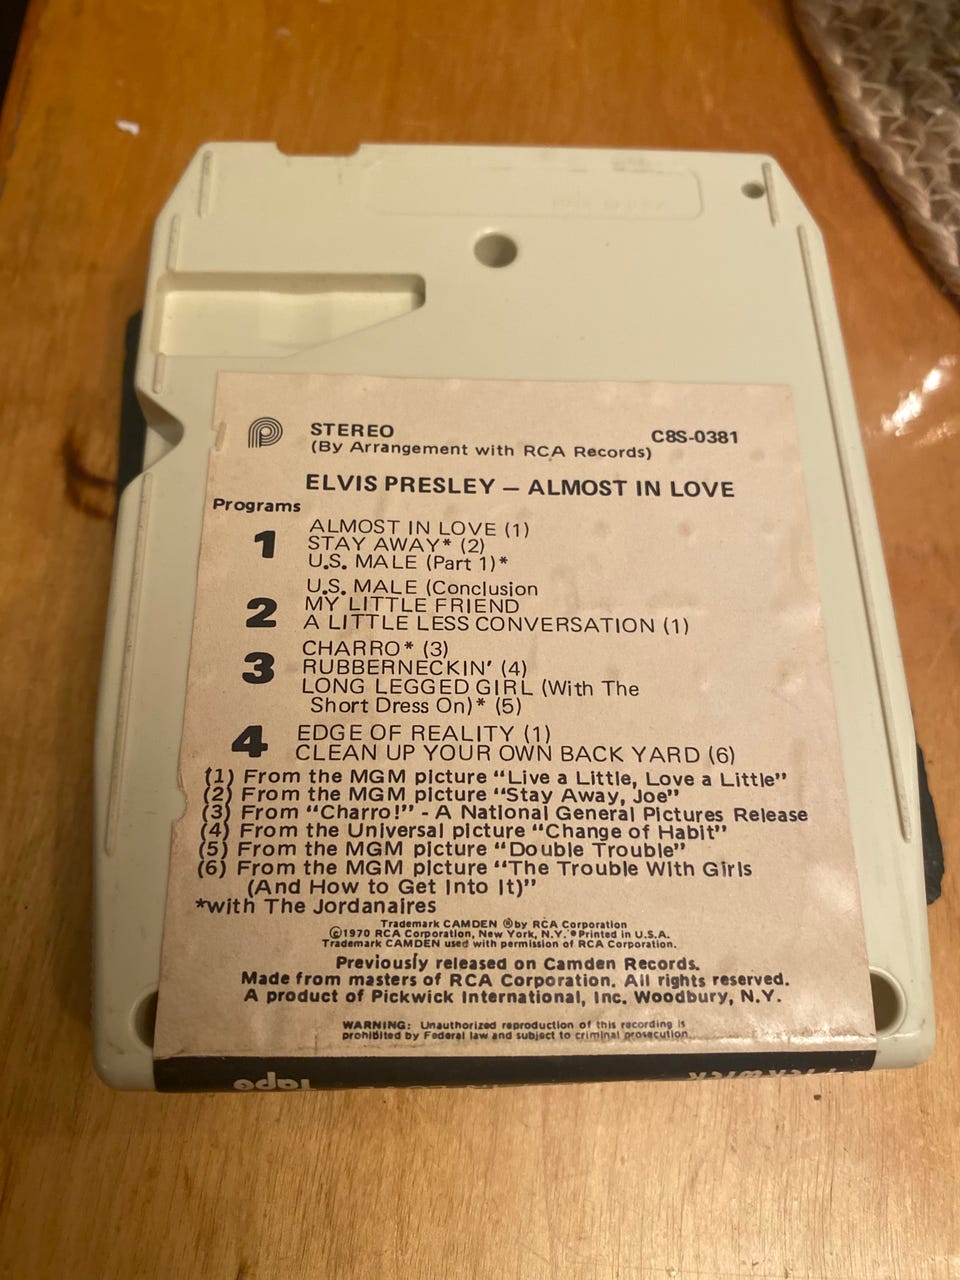 STEREO
(By Arrangement with RCA Records)
C8S-0381
ELVIS PRESLEY — ALMOST IN LOVE
Programs
1
ALMOST IN LOVE (1)
STAY AWAY* (2)
U.S. MALE (Part 1)*
2
U.S. MALE (Conclusion
MY LITTLE FRIEND
A LITTLE LESS CONVERSATION (1)
3
CHARRO* (3)
RUBBERNECKIN' (4)
LONG LEGGED GIRL (With The
Short Dress On)* (5)
4
EDGE OF REALITY (1)
CLEAN UP YOUR OWN BACK YARD (6)
(1) From the MGM picture "Live a Little, Love a Little"
(2) From the MGM picture "Stay Away, Joe"
(3) From "Charro!" - A National General Pictures Release
(4) From the Universal picture "Change of Habit"
(5) From the MGM picture "Double Trouble"
(6) From the MGM picture "The Trouble With Girls
(And How to Get Into It)"
*with The Jordanaires
Trademark CAMDEN ® by RCA Corporation
© 1970 RCA Corporation, New York, N.Y. • Printed in U.S.A.
Trademark CAMDEN used with permission of RCA Corporation.
Previously released on Camden Records.
Made from masters of RCA Corporation. All rights reserved.
A product of Pickwick International, Inc. Woodbury, N.Y.
WARNING: Unauthorized reproduction of this recording is
prohibited by Federal law and subject to criminal prosecution.